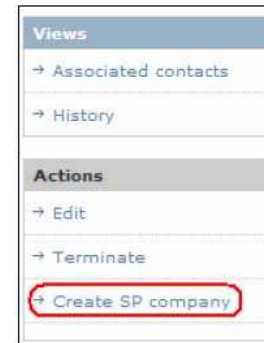 Views
→ Associated contacts
→ History
Actions
→ Edit
→ Terminate
→ Create SP company